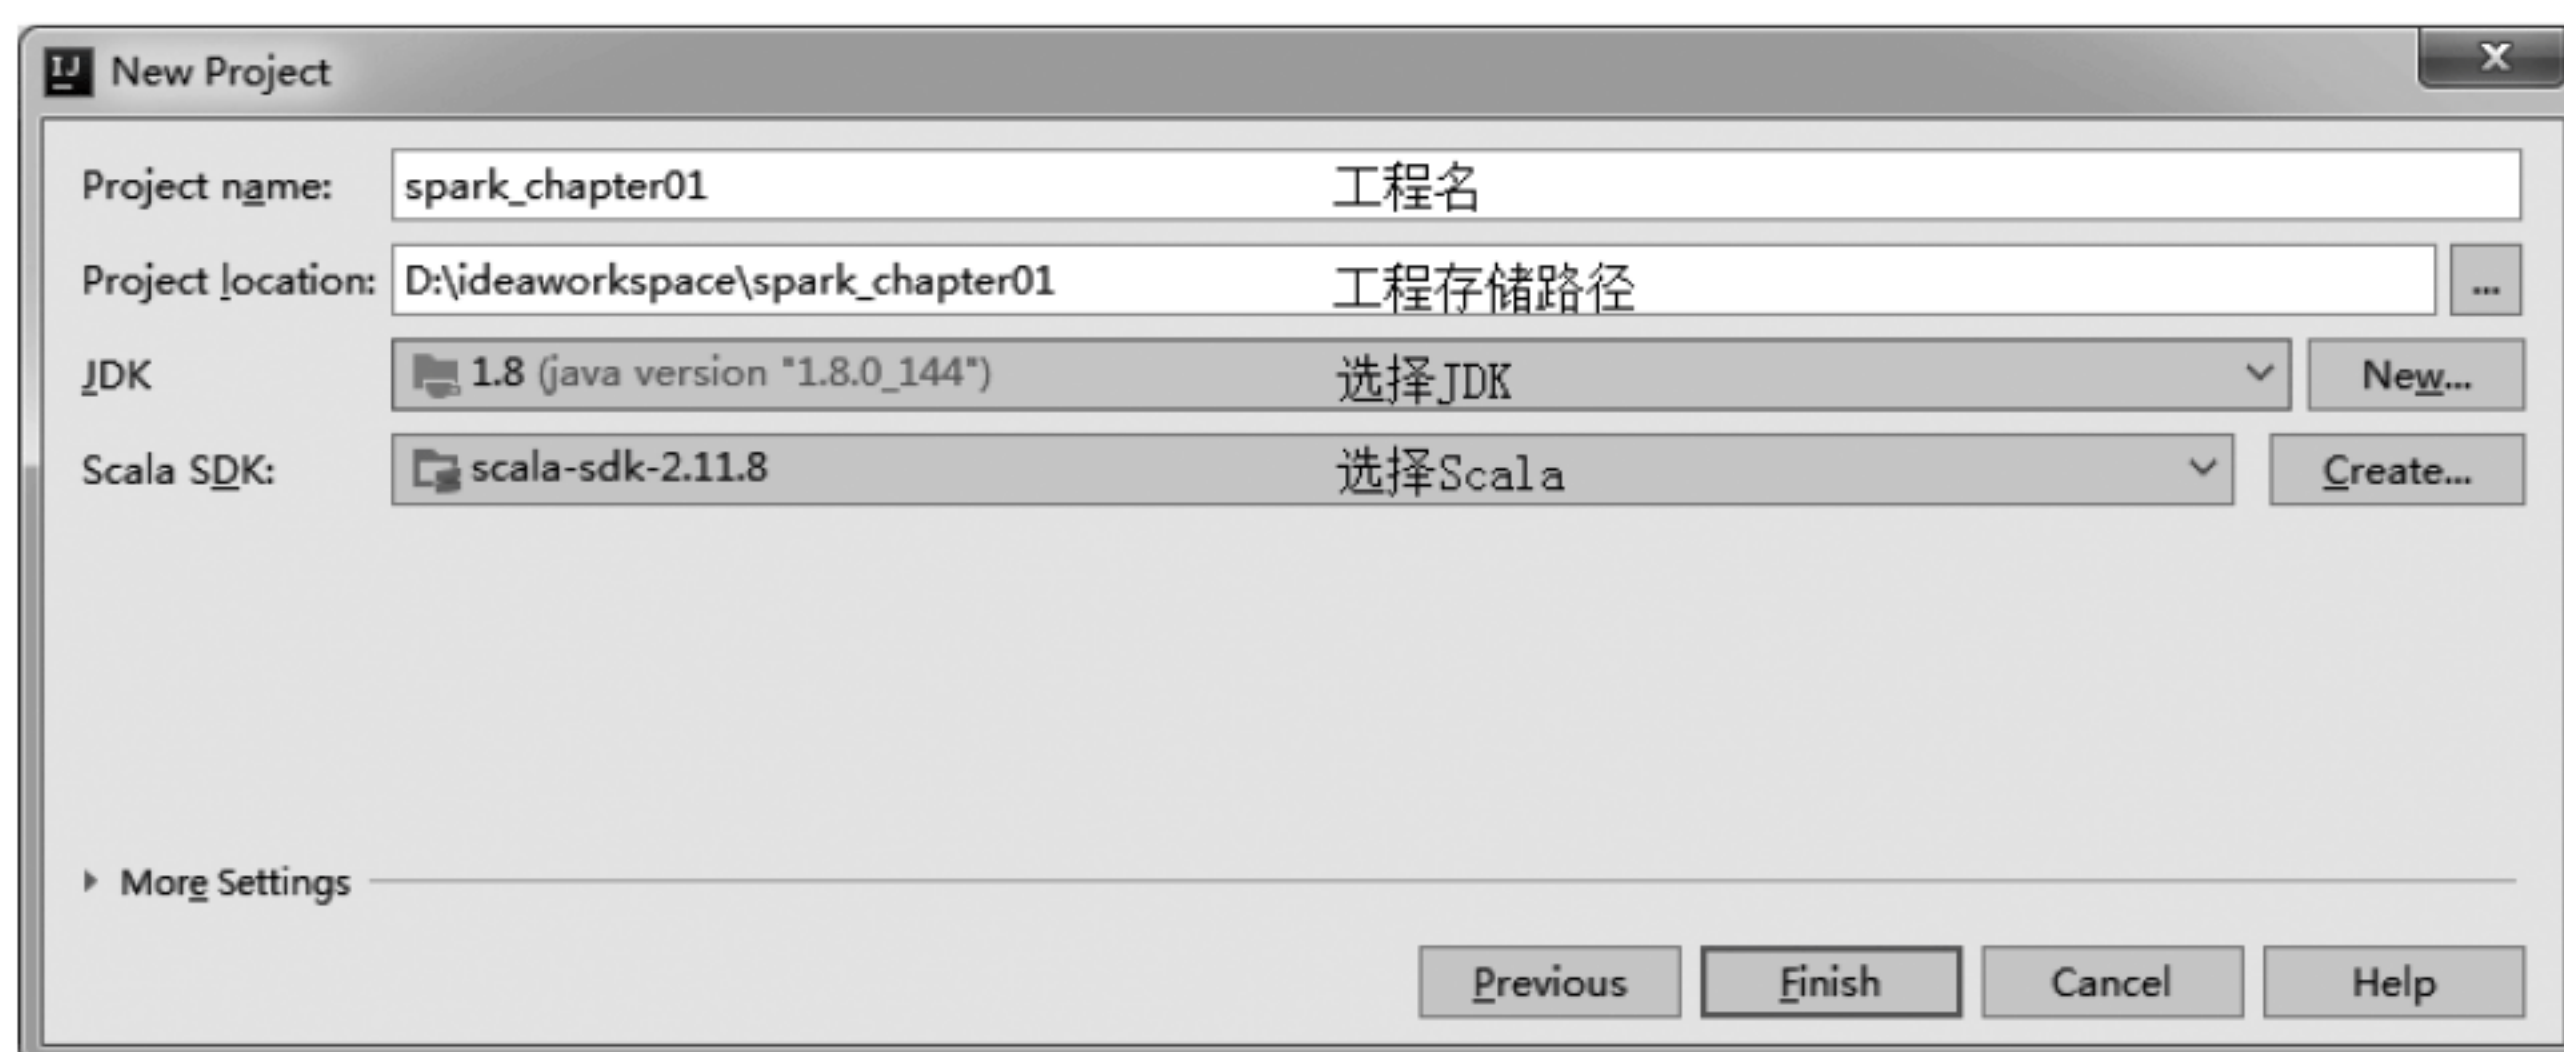 New Project
Project name: spark_chapter01 工程名
Project location: D:\ideaworkspace\spark_chapter01 工程存储路径 ...
JDK 1.8 (java version "1.8.0_144") 选择JDK New...
Scala SDK: scala-sdk-2.11.8 选择Scala Create...
More Settings
Previous Finish Cancel Help